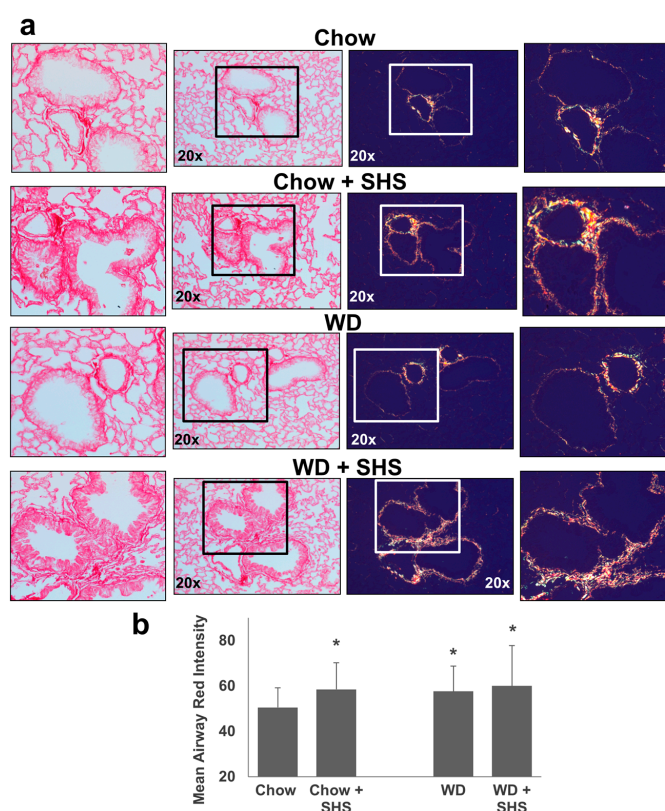 a
Chow
20x
20x
Chow + SHS
20x
20x
WD
20x
20x
WD + SHS
20x
20x
b
Mean Airway Red Intensity
80
60
40
20
*
*
*
Chow
Chow +
SHS
WD
WD +
SHS